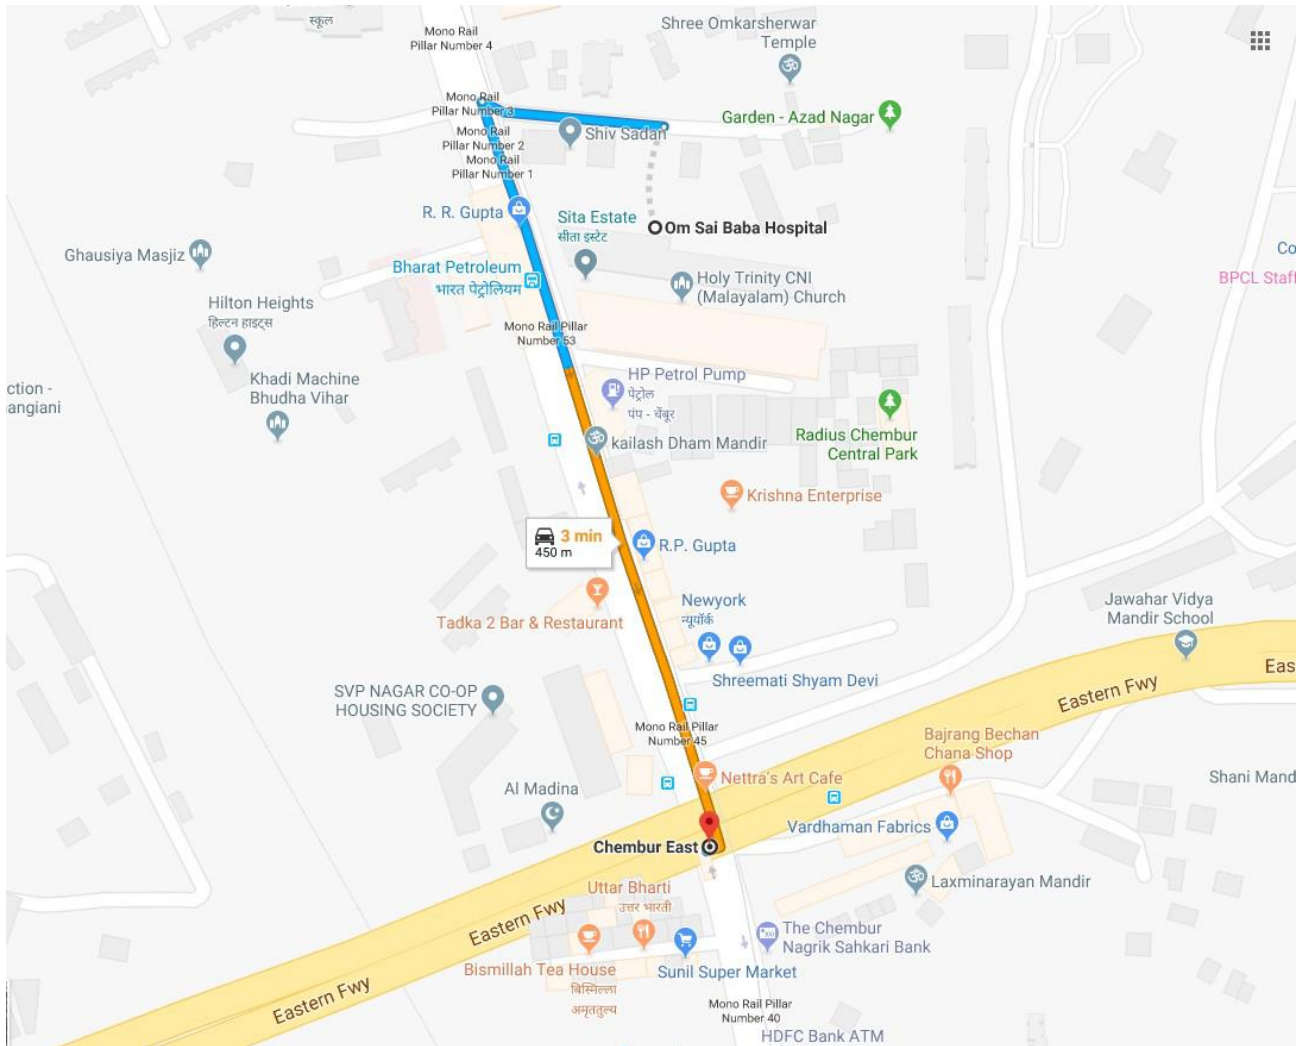 स्कूल
Mono Rail
Pillar Number 4
Shree Omkarsherwar
Temple
Mono Rail
Pillar Number 3
Garden - Azad Nagar
Mono Rail
Pillar Number 2
Shiv Sadan
Mono Rail
Pillar Number 1
R. R. Gupta
Sita Estate
सीता इस्टेट
Om Sai Baba Hospital
Ghausiya Masjiz
Co
Bharat Petroleum
भारत पेट्रोलियम
Holy Trinity CNI
(Malayalam) Church
BPCL Staff
Hilton Heights
हिल्टन हाइट्स
Mono Rail Pillar
Number 53
Khadi Machine
Bhudha Vihar
HP Petrol Pump
पेट्रोल
पंप - चेंबूर
ction -
angiani
kailash Dham Mandir
Radius Chembur
Central Park
Krishna Enterprise
3 min
450 m
R.P. Gupta
Tadka 2 Bar & Restaurant
Newyork
न्यूयॉर्क
Jawahar Vidya
Mandir School
Shreemati Shyam Devi
Eas
Eastern Fwy
SVP NAGAR CO-OP
HOUSING SOCIETY
Mono Rail Pillar
Number 45
Bajrang Bechan
Chana Shop
Nettra's Art Cafe
Shani Mand
Al Madina
Vardhaman Fabrics
Chembur East
Laxminarayan Mandir
Uttar Bharti
उत्तर भारती
Eastern Fwy
The Chembur
Nagrik Sahkari Bank
Bismillah Tea House
बिस्मिल्ला
अमृततुल्य
Sunil Super Market
Eastern Fwy
Mono Rail Pillar
Number 40
HDFC Bank ATM